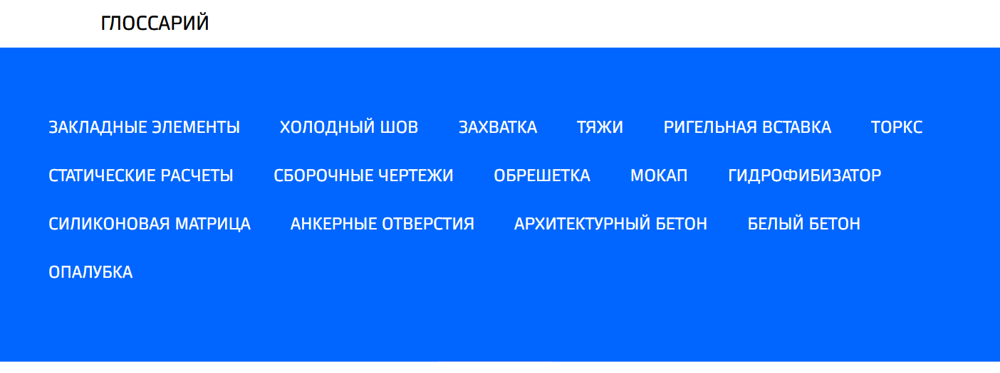 ГЛОССАРИЙ
ЗАКЛАДНЫЕ ЭЛЕМЕНТЫ ХОЛОДНЫЙ ШОВ ЗАХВАТКА ТЯЖИ РИГЕЛЬНАЯ ВСТАВКА ТОРКС
СТАТИЧЕСКИЕ РАСЧЕТЫ СБОРОЧНЫЕ ЧЕРТЕЖИ ОБРЕШЕТКА МОКАП ГИДРОФИБИЗАТОР
СИЛИКОНОВАЯ МАТРИЦА АНКЕРНЫЕ ОТВЕРСТИЯ АРХИТЕКТУРНЫЙ БЕТОН БЕЛЫЙ БЕТОН
ОПАЛУБКА